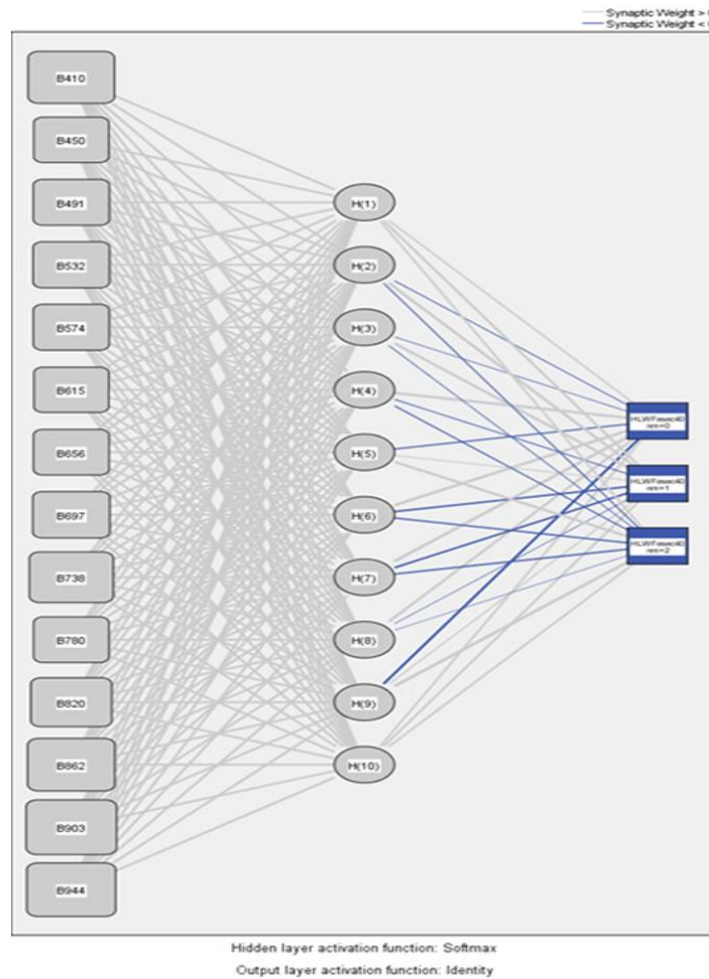 Synaptic Weight >
Synaptic Weight <
B410
B450
B491
B532
B574
B615
B656
B697
B738
B780
B820
B862
B903
B944
H(1)
H(2)
H(3)
H(4)
H(5)
H(6)
H(7)
H(8)
H(9)
H(10)
=0
=1
=2
Hidden layer activation function: Softmax
Output layer activation function: Identity